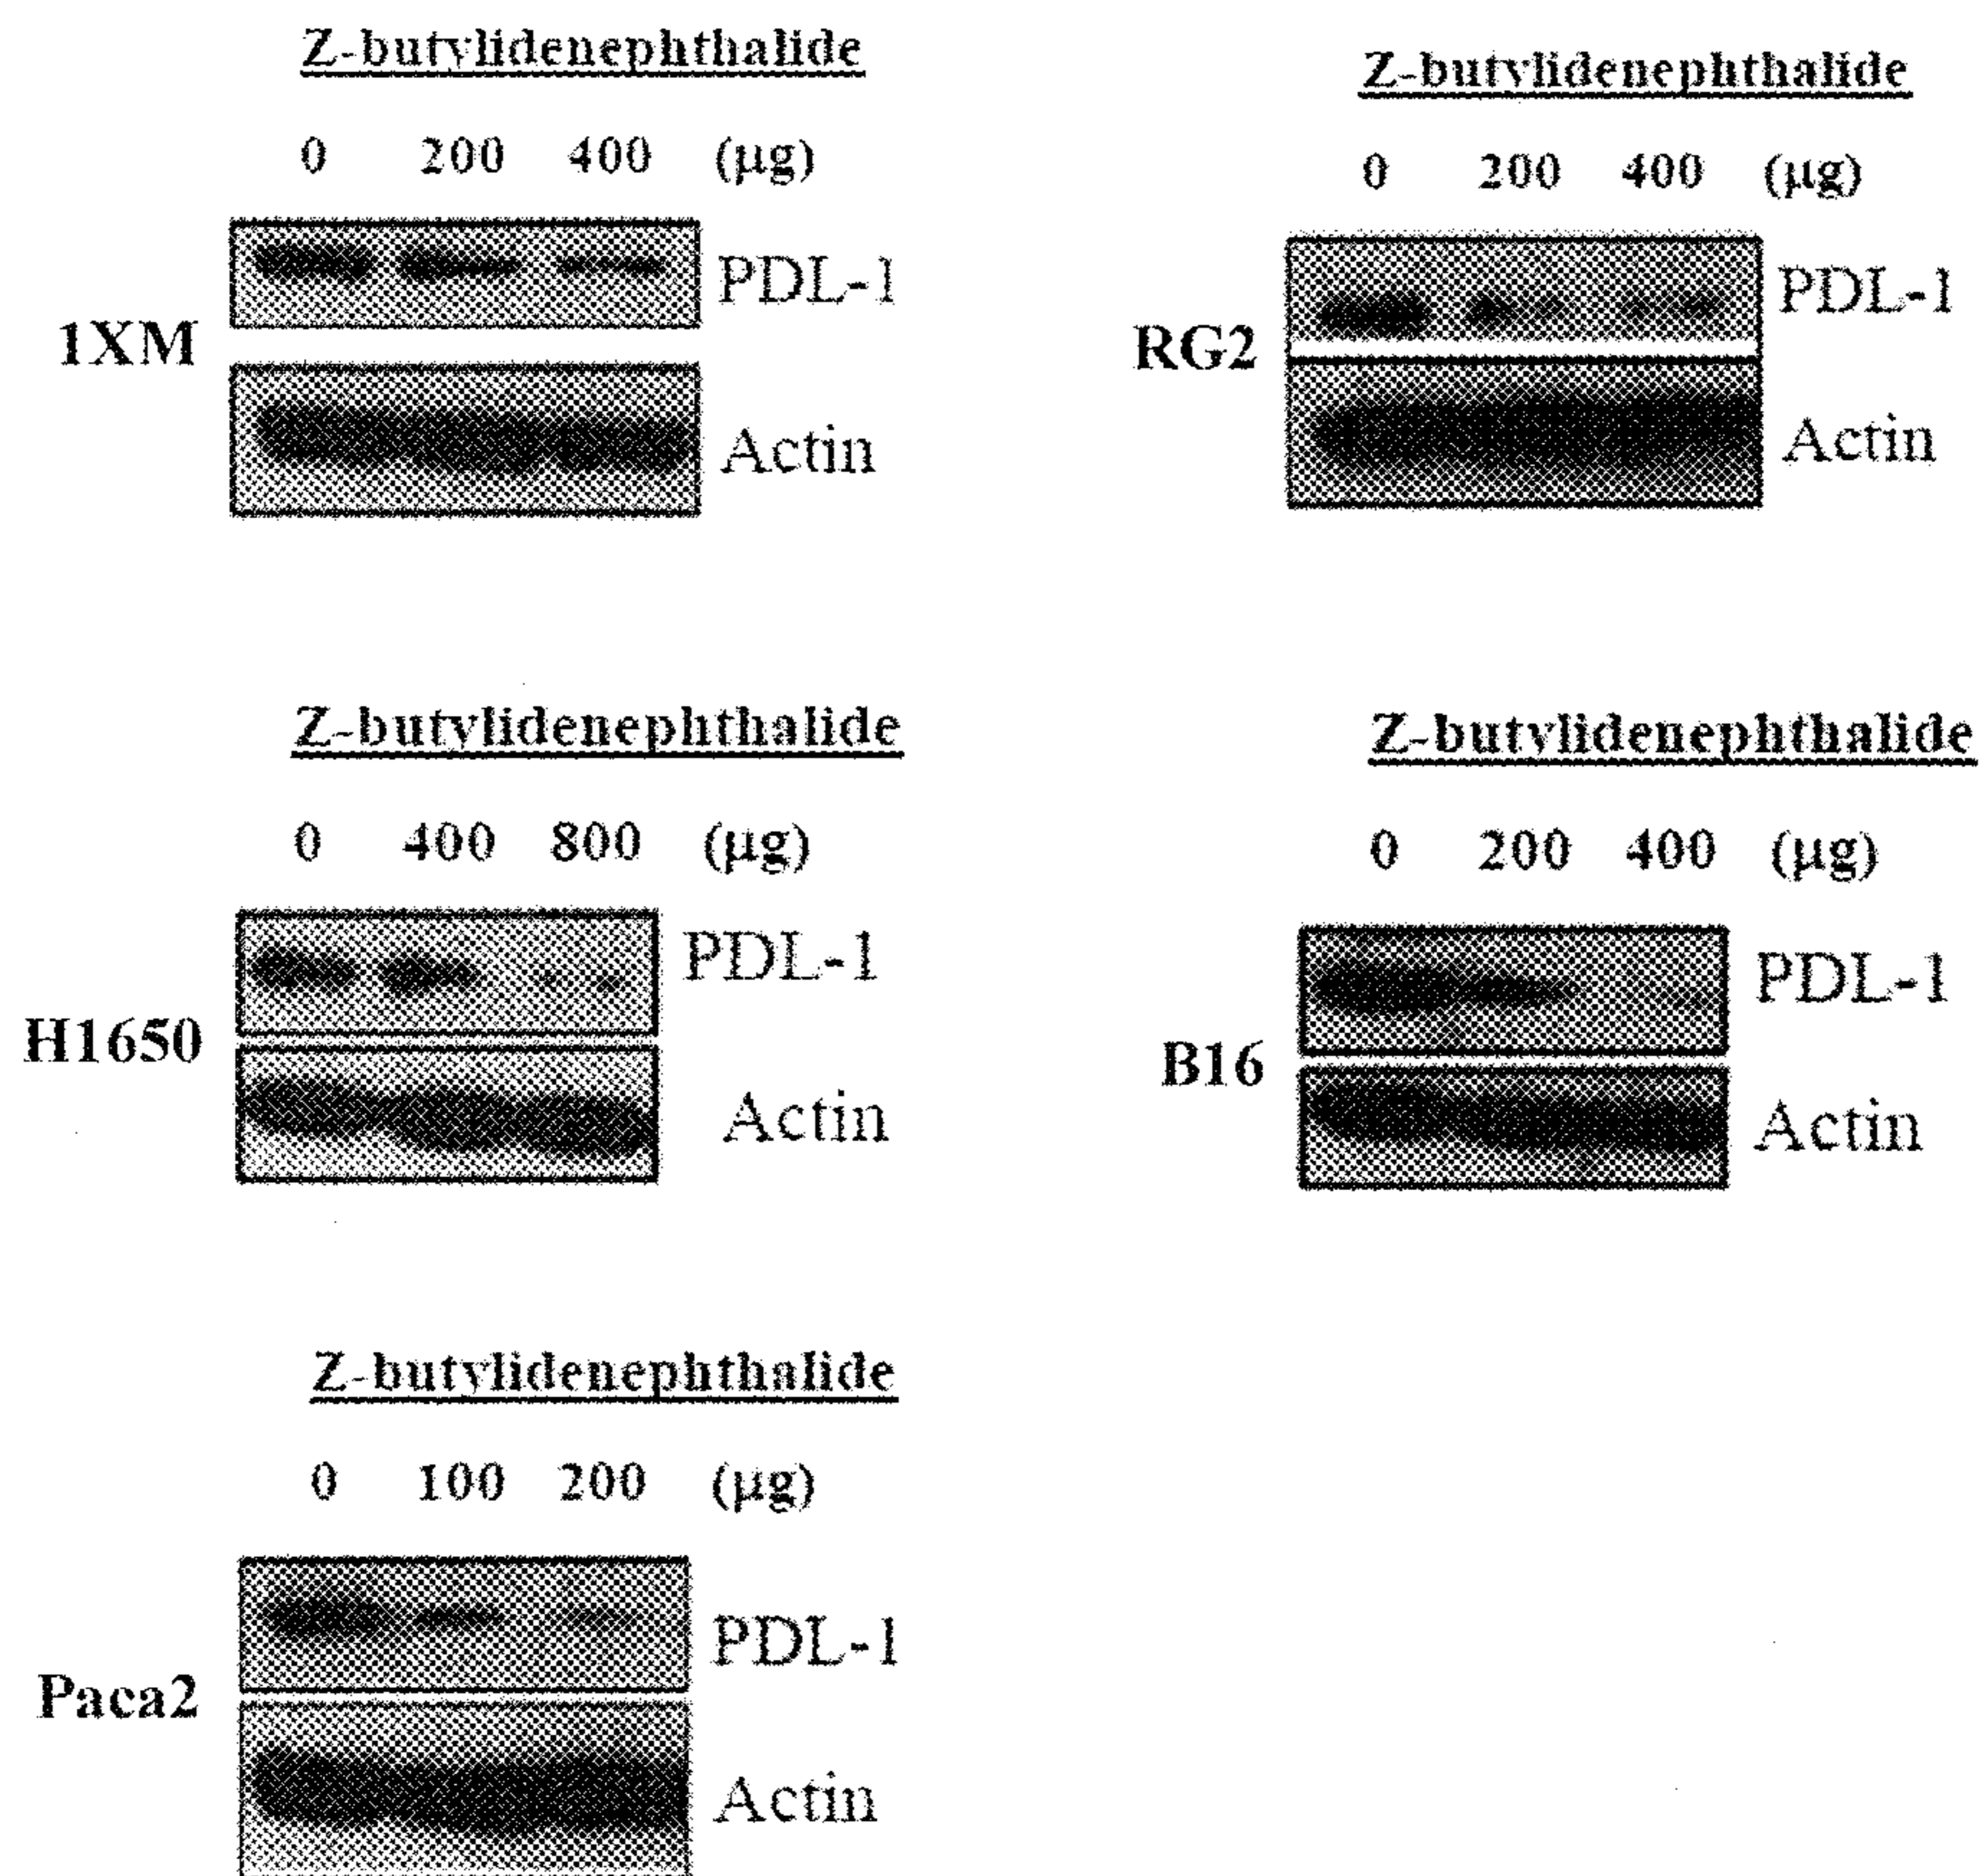 Z-butylidenephthalide
0 200 400 (µg)
PDL-1
1XM
Actin
Z-butylidenephthalide
0 200 400 (µg)
PDL-1
RG2
Actin
Z-butylidenephthalide
0 400 800 (µg)
PDL-1
H1650
Actin
Z-butylidenephthalide
0 200 400 (µg)
PDL-1
B16
Actin
Z-butylidenephthalide
0 100 200 (µg)
PDL-1
Paca2
Actin